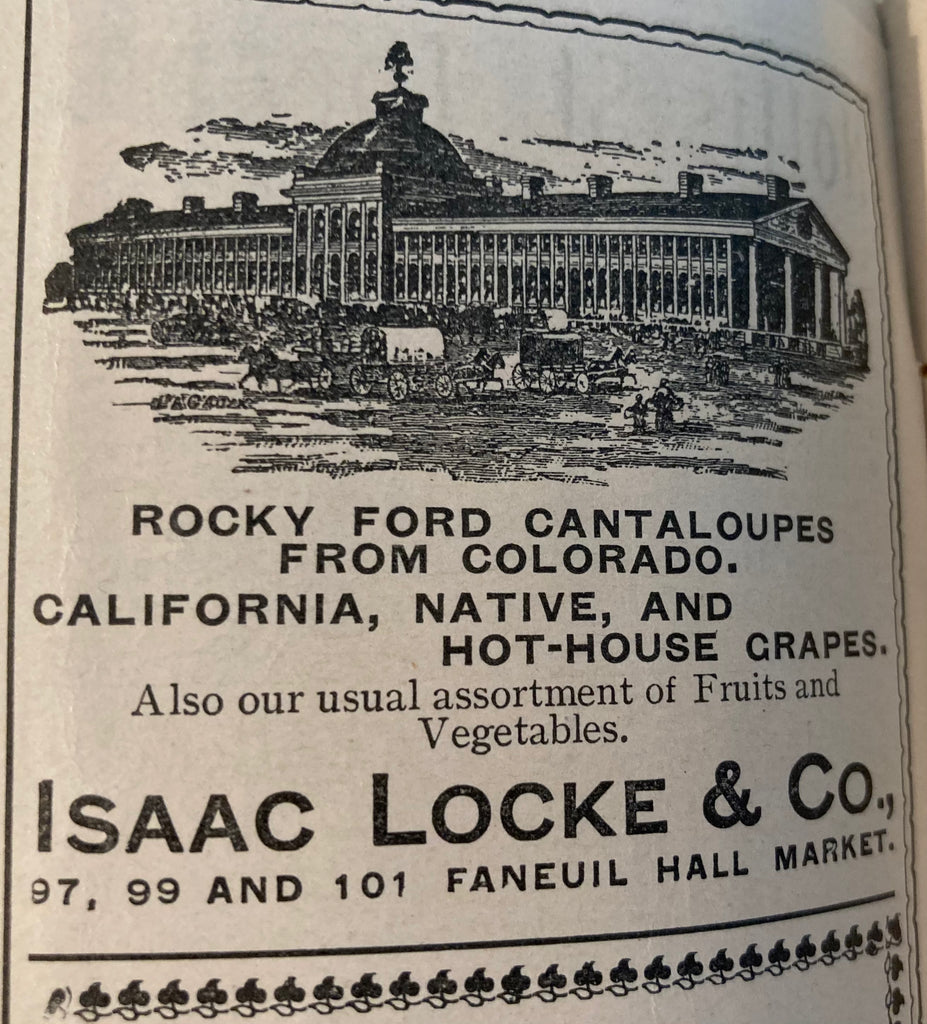 ROCKY FORD CANTALOUPES
FROM COLORADO.
CALIFORNIA, NATIVE, AND
HOT-HOUSE GRAPES.
Also our usual assortment of Fruits and
Vegetables.
ISAAC LOCKE & CO.,
97, 99 AND 101 FANEUIL HALL MARKET.